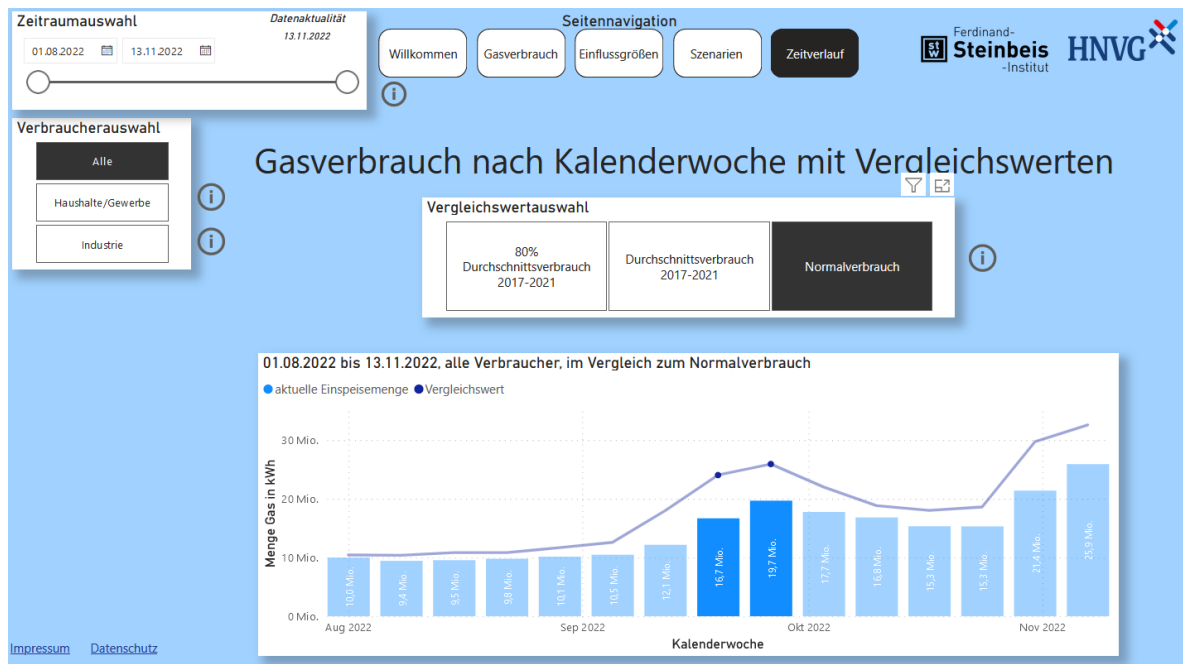 Zeitraumauswahl
Datenaktualität
13.11.2022
01.08.2022
13.11.2022
Seitennavigation
Willkommen
Gasverbrauch
Einflussgrößen
Szenarien
Zeitverlauf
Ferdinand-
Steinbeis
-Institut
HNVG
Verbraucherauswahl
Alle
Haushalte/Gewerbe
Industrie
Gasverbrauch nach Kalenderwoche mit Vergleichswerten
Vergleichswertauswahl
80%
Durchschnittsverbrauch
2017-2021
Durchschnittsverbrauch
2017-2021
Normalverbrauch
01.08.2022 bis 13.11.2022, alle Verbraucher, im Vergleich zum Normalverbrauch
aktuelle Einspeisemenge
Vergleichswert
Menge Gas in kWh
30 Mio.
20 Mio.
10 Mio.
0 Mio.
10,0 Mio.
9,4 Mio.
9,5 Mio.
9,8 Mio.
10,1 Mio.
10,5 Mio.
12,1 Mio.
16,7 Mio.
19,7 Mio.
17,7 Mio.
16,8 Mio.
15,3 Mio.
15,3 Mio.
21,4 Mio.
25,9 Mio.
Aug 2022
Sep 2022
Okt 2022
Nov 2022
Kalenderwoche
Impressum
Datenschutz